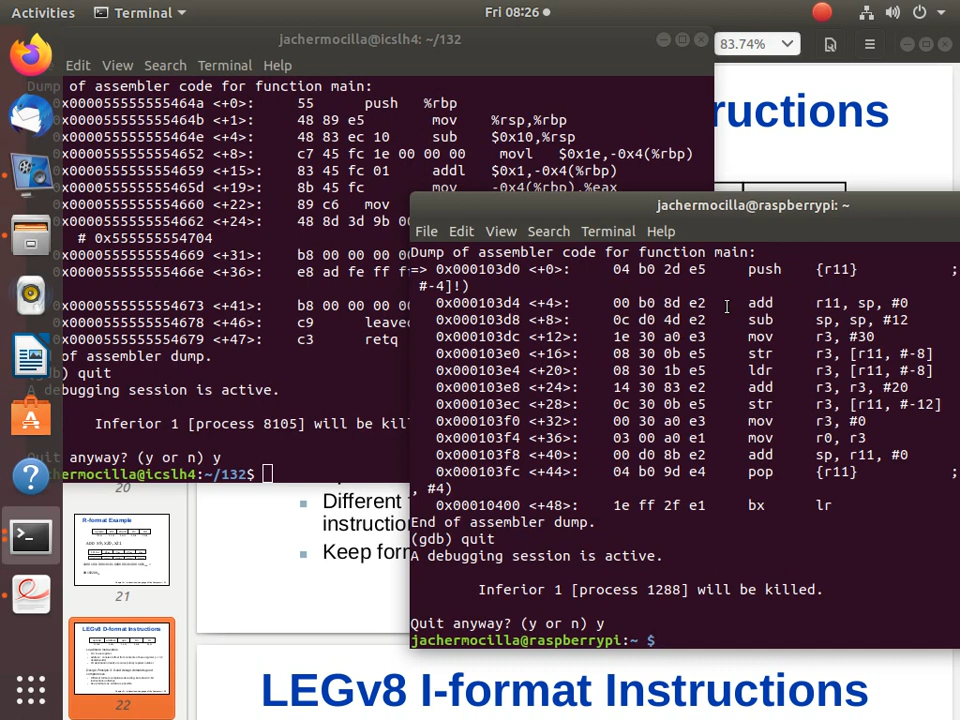 Activities
Terminal
Fri 08:26
jachermocilla@icslh4: ~/132
83.74%
Edit View Search Terminal Help
Dump of assembler code for function main:
0x000055555555464a <+0>: 55 push %rbp
0x000055555555464b <+1>: 48 89 e5 mov %rsp,%rbp
0x000055555555464e <+4>: 48 83 ec 10 sub $0x10,%rsp
0x0000555555554652 <+8>: c7 45 fc 1e 00 00 00 movl $0x1e,-0x4(%rbp)
0x0000555555554659 <+15>: 83 45 fc 01 addl $0x1,-0x4(%rbp)
0x000055555555465d <+19>: 8b 45 fc mov -0x4(%rbp),%eax
0x0000555555554660 <+22>: 89 c6 mov
0x0000555555554662 <+24>: 48 8d 3d 9b 00
# 0x555555554704
0x0000555555554669 <+31>: b8 00 00 00
0x000055555555466e <+36>: e8 ad fe ff ff
0x0000555555554673 <+41>: b8 00 00 00
0x0000555555554678 <+46>: c9 leaveq
0x0000555555554679 <+47>: c3 retq
of assembler dump.
(gdb) quit
A debugging session is active.
Inferior 1 [process 8105] will be kil
Quit anyway? (y or n) y
hermocilla@icslh4:~/132$
ructions
jachermocilla@raspberrypi: ~
File Edit View Search Terminal Help
Dump of assembler code for function main:
=> 0x000103d0 <+0>: 04 b0 2d e5 push {r11} ;
#-4]!)
0x000103d4 <+4>: 00 b0 8d e2 add r11, sp, #0
0x000103d8 <+8>: 0c d0 4d e2 sub sp, sp, #12
0x000103dc <+12>: 1e 30 a0 e3 mov r3, #30
0x000103e0 <+16>: 08 30 0b e5 str r3, [r11, #-8]
0x000103e4 <+20>: 08 30 1b e5 ldr r3, [r11, #-8]
0x000103e8 <+24>: 14 30 83 e2 add r3, r3, #20
0x000103ec <+28>: 0c 30 0b e5 str r3, [r11, #-12]
0x000103f0 <+32>: 00 30 a0 e3 mov r3, #0
0x000103f4 <+36>: 03 00 a0 e1 mov r0, r3
0x000103f8 <+40>: 00 d0 8b e2 add sp, r11, #0
0x000103fc <+44>: 04 b0 9d e4 pop {r11} ;
, #4)
0x00010400 <+48>: 1e ff 2f e1 bx lr
End of assembler dump.
(gdb) quit
A debugging session is active.
Inferior 1 [process 1288] will be killed.
Quit anyway? (y or n) y
jachermocilla@raspberrypi:~ $
20
R-format Example
21
LEGv8 D-format Instructions
22
Different
instruction
Keep form
LEGv8 I-format Instructions